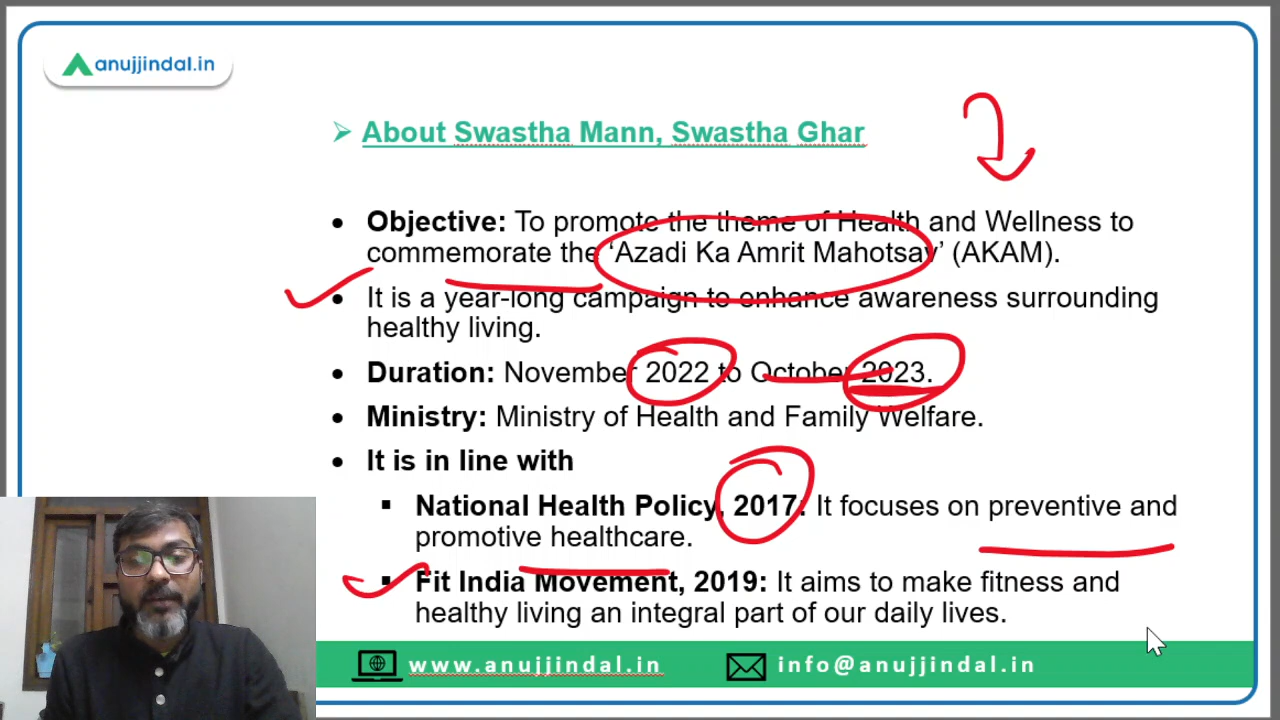 anujjindal.in
About Swastha Mann, Swastha Ghar
Objective: To promote the theme of Health and Wellness to
commemorate the ‘Azadi Ka Amrit Mahotsav’ (AKAM).
It is a year-long campaign to enhance awareness surrounding
healthy living.
Duration: November 2022 to October 2023.
Ministry: Ministry of Health and Family Welfare.
It is in line with
National Health Policy, 2017: It focuses on preventive and
promotive healthcare.
Fit India Movement, 2019: It aims to make fitness and
healthy living an integral part of our daily lives.
www.anujjindal.in info@anujjindal.in